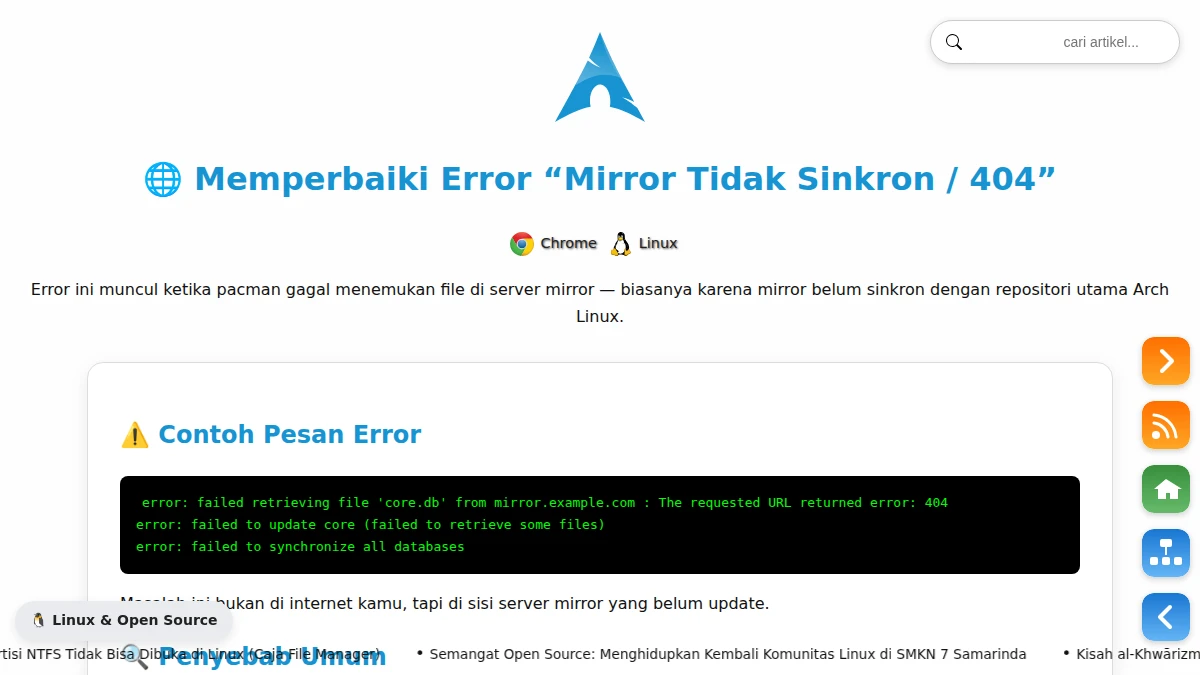 cari artikel...
🌐 Memperbaiki Error “Mirror Tidak Sinkron / 404”
Chrome Linux
Error ini muncul ketika pacman gagal menemukan file di server mirror — biasanya karena mirror belum sinkron dengan repositori utama Arch
Linux.
⚠️ Contoh Pesan Error
error: failed retrieving file 'core.db' from mirror.example.com : The requested URL returned error: 404
error: failed to update core (failed to retrieve some files)
error: failed to synchronize all databases
Masalah ini bukan di internet kamu, tapi di sisi server mirror yang belum update.
🐧 Linux & Open Source
🔍 Penyebab Umum
rtisi NTFS Tidak Bisa Dibuka di Linux (Caja File Manager) • Semangat Open Source: Menghidupkan Kembali Komunitas Linux di SMKN 7 Samarinda • Kisah al-Khwārizm